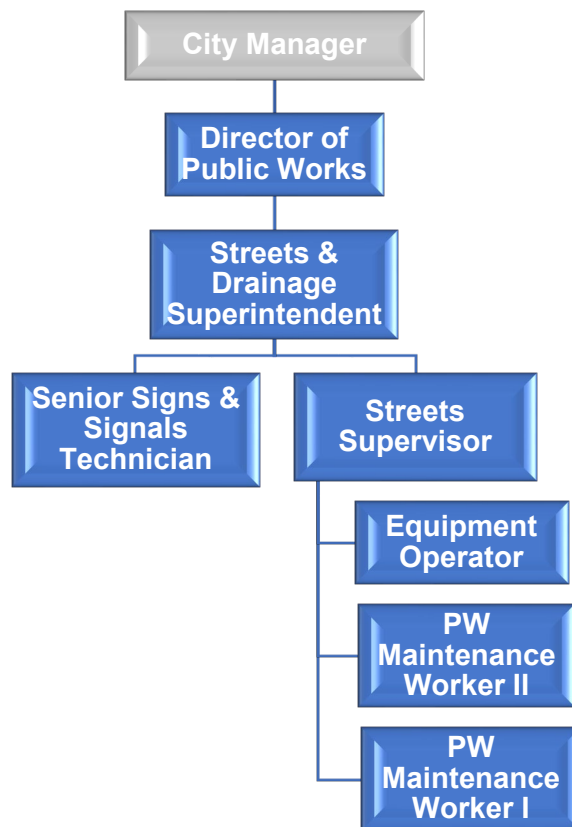 City Manager
Director of
Public Works
Streets &
Drainage
Superintendent
Senior Signs &
Signals
Technician
Streets
Supervisor
Equipment
Operator
PW
Maintenance
Worker II
PW
Maintenance
Worker I